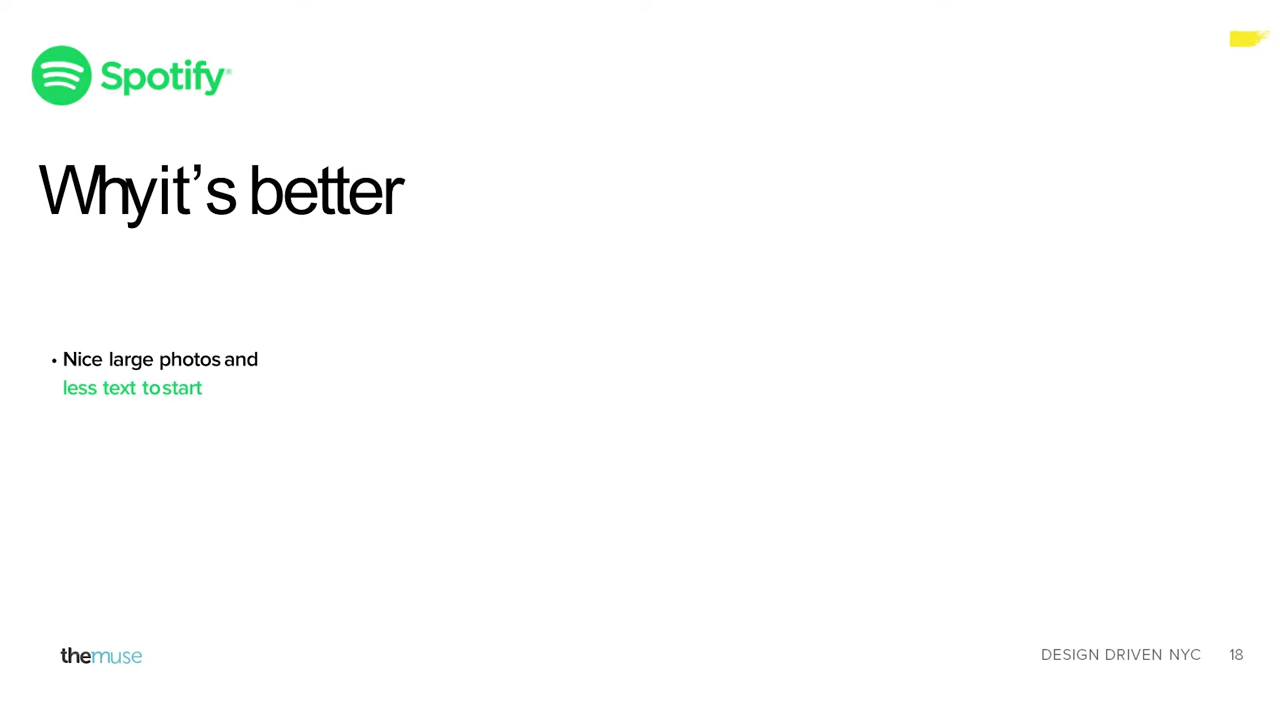 Spotify®
Why it’s better
• Nice large photos and
less text to start
themuse
DESIGN DRIVEN NYC 18